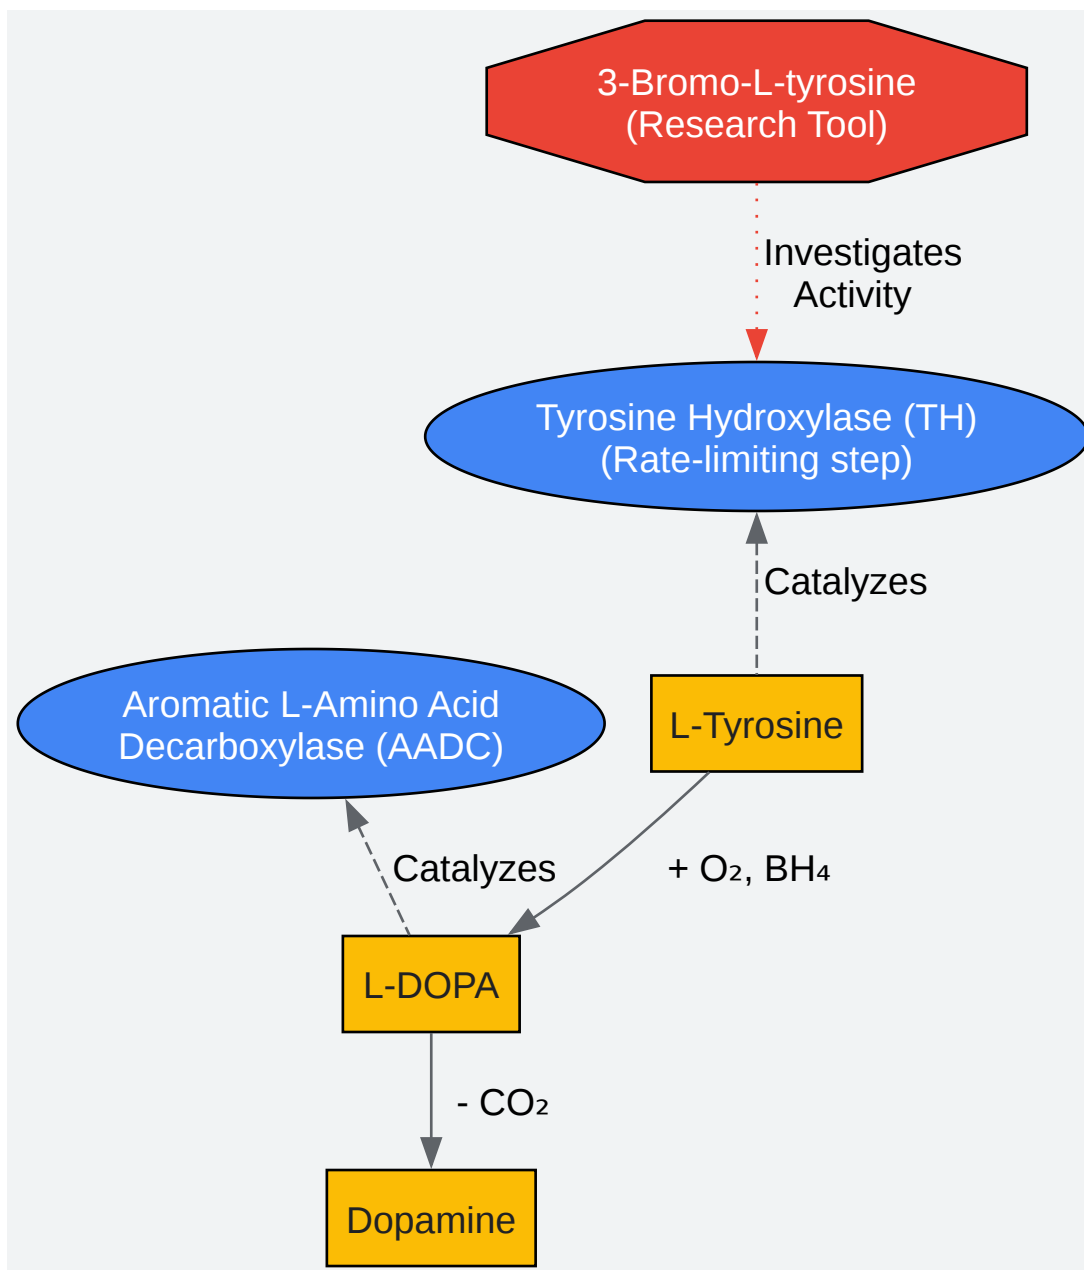 3-Bromo-L-tyrosine
(Research Tool)
Investigates
Activity
Tyrosine Hydroxylase (TH)
(Rate-limiting step)
Catalyzes
Aromatic L-Amino Acid
Decarboxylase (AADC)
L-Tyrosine
Catalyzes
+ O₂, BH₄
L-DOPA
- CO₂
Dopamine